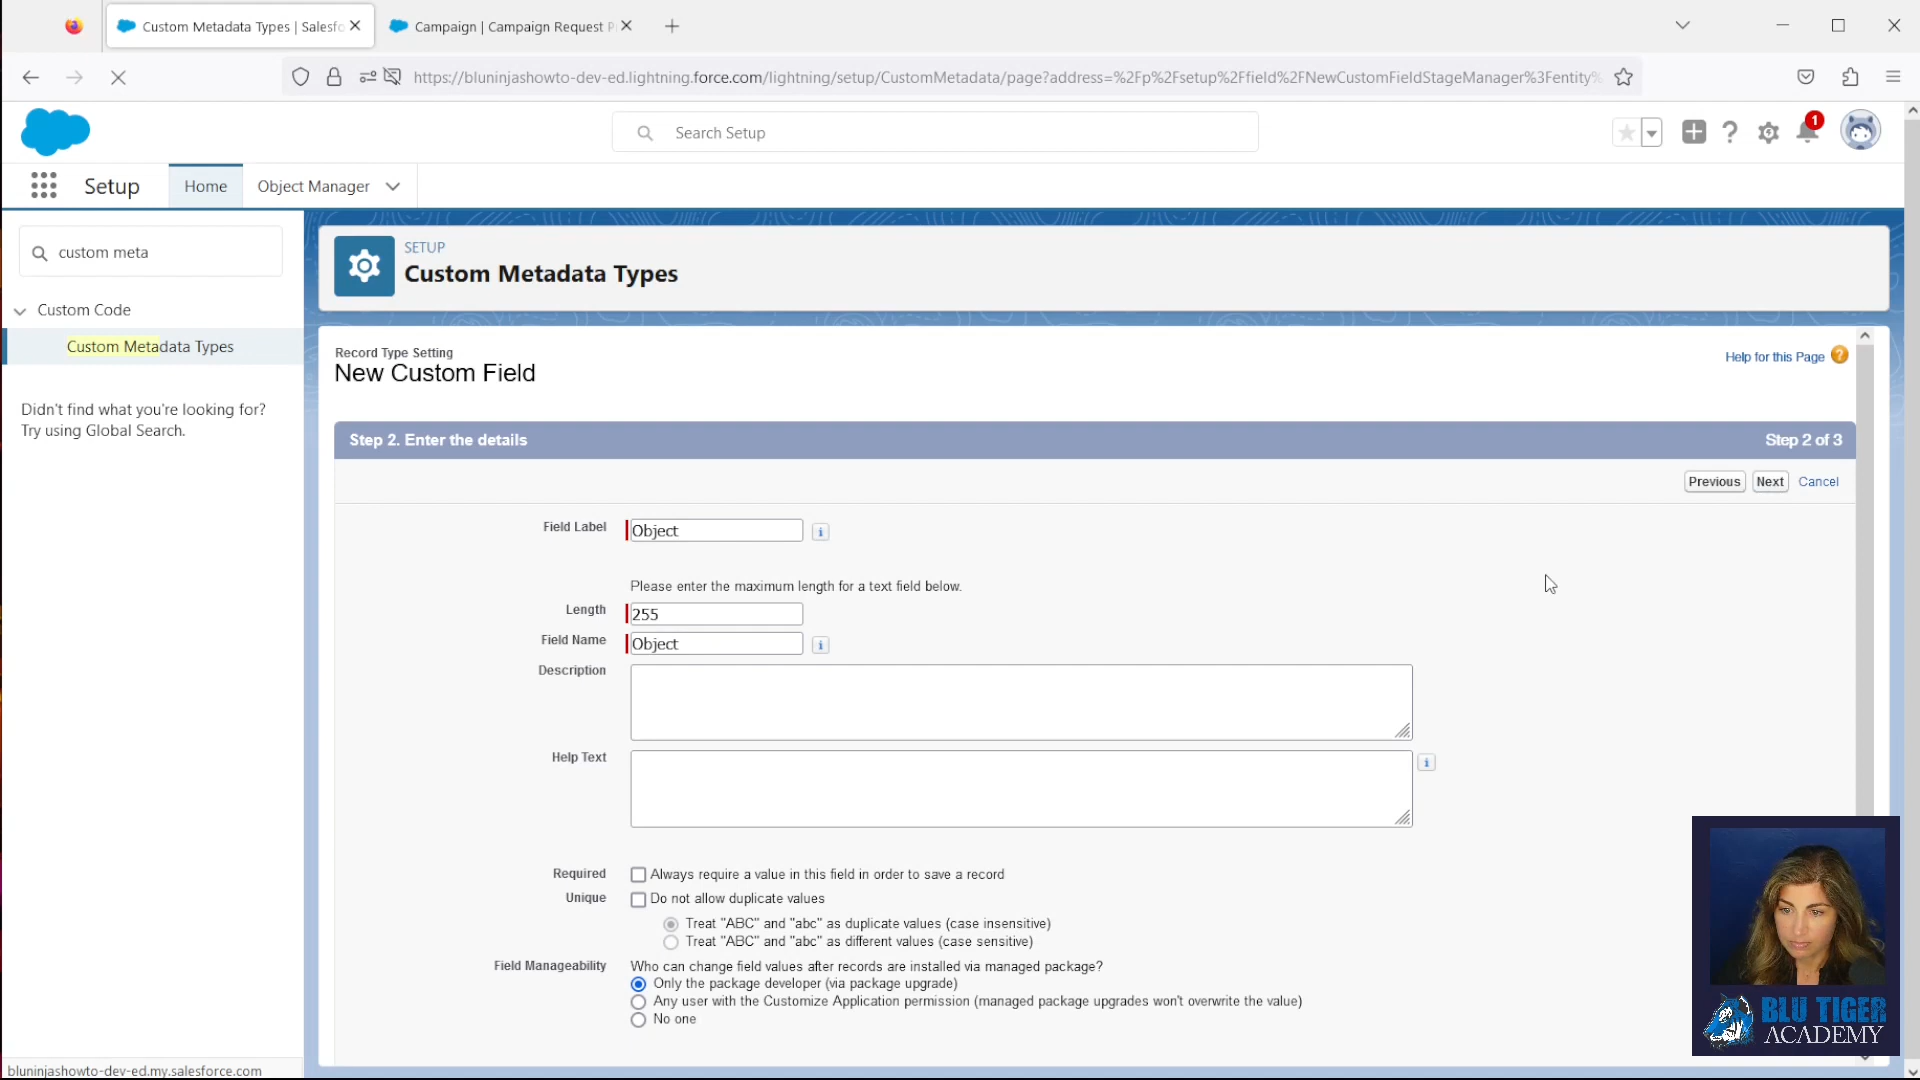 Custom Metadata Types | Salesfo
Campaign | Campaign Request P
https://bluninjashowto-dev-ed.lightning.force.com/lightning/setup/CustomMetadata/page?address=%2Fp%2Fsetup%2Ffield%2FNewCustomFieldStageManager%3Fentity%
Search Setup
1
Setup
Home
Object Manager
custom meta
Custom Code
Custom Metadata Types
Didn't find what you're looking for?
Try using Global Search.
SETUP
Custom Metadata Types
Record Type Setting
New Custom Field
Help for this Page ?
Step 2. Enter the details
Step 2 of 3
Previous
Next
Cancel
Field Label
Object
i
Please enter the maximum length for a text field below.
Length
255
Field Name
Object
i
Description
Help Text
i
Required
Always require a value in this field in order to save a record
Unique
Do not allow duplicate values
Treat "ABC" and "abc" as duplicate values (case insensitive)
Treat "ABC" and "abc" as different values (case sensitive)
Field Manageability
Who can change field values after records are installed via managed package?
Only the package developer (via package upgrade)
Any user with the Customize Application permission (managed package upgrades won't overwrite the value)
No one
BLU TIGER
ACADEMY
bluninjashowto-dev-ed.my.salesforce.com